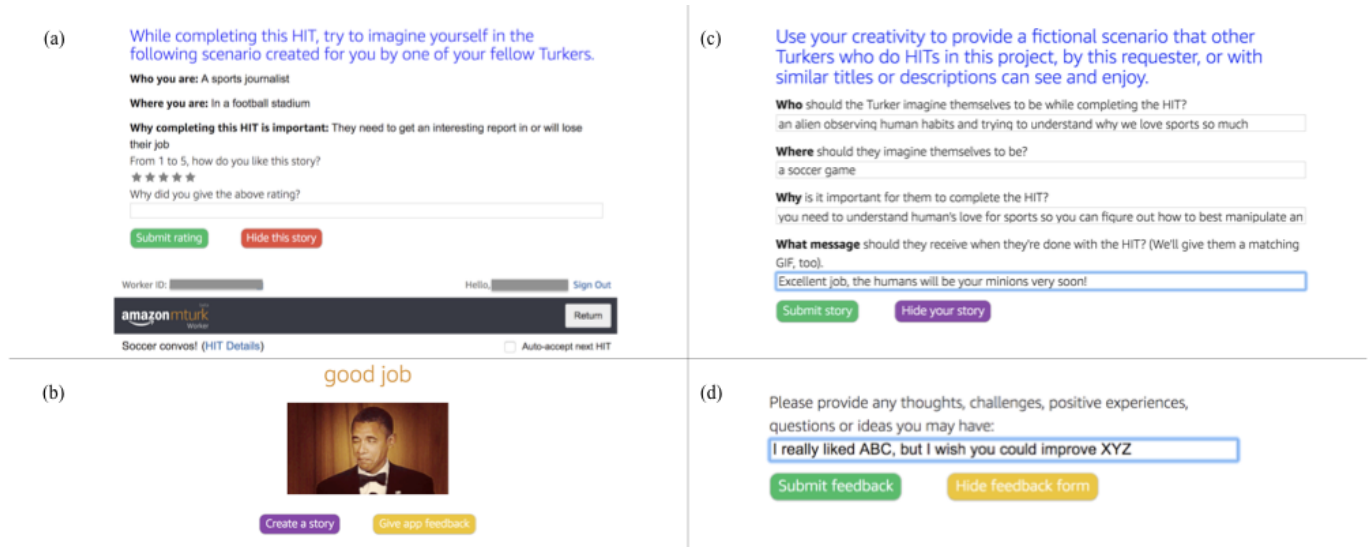 (a)
While completing this HIT, try to imagine yourself in the
following scenario created for you by one of your fellow Turkers.
Who you are: A sports journalist
Where you are: In a football stadium
Why completing this HIT is important: They need to get an interesting report in or will lose
their job
From 1 to 5, how do you like this story?
Why did you give the above rating?
Submit rating
Hide this story
Worker ID:
Hello,
Sign Out
amazonmturk
Worker
Return
Soccer convos! (HIT Details)
Auto-accept next HIT
(b)
good job
Create a story
Give app feedback
(c)
Use your creativity to provide a fictional scenario that other
Turkers who do HITs in this project, by this requester, or with
similar titles or descriptions can see and enjoy.
Who should the Turker imagine themselves to be while completing the HIT?
an alien observing human habits and trying to understand why we love sports so much
Where should they imagine themselves to be?
a soccer game
Why is it important for them to complete the HIT?
you need to understand human's love for sports so you can figure out how to best manipulate an
What message should they receive when they're done with the HIT? (We'll give them a matching
GIF, too).
Excellent job, the humans will be your minions very soon!
Submit story
Hide your story
(d)
Please provide any thoughts, challenges, positive experiences,
questions or ideas you may have:
I really liked ABC, but I wish you could improve XYZ
Submit feedback
Hide feedback form